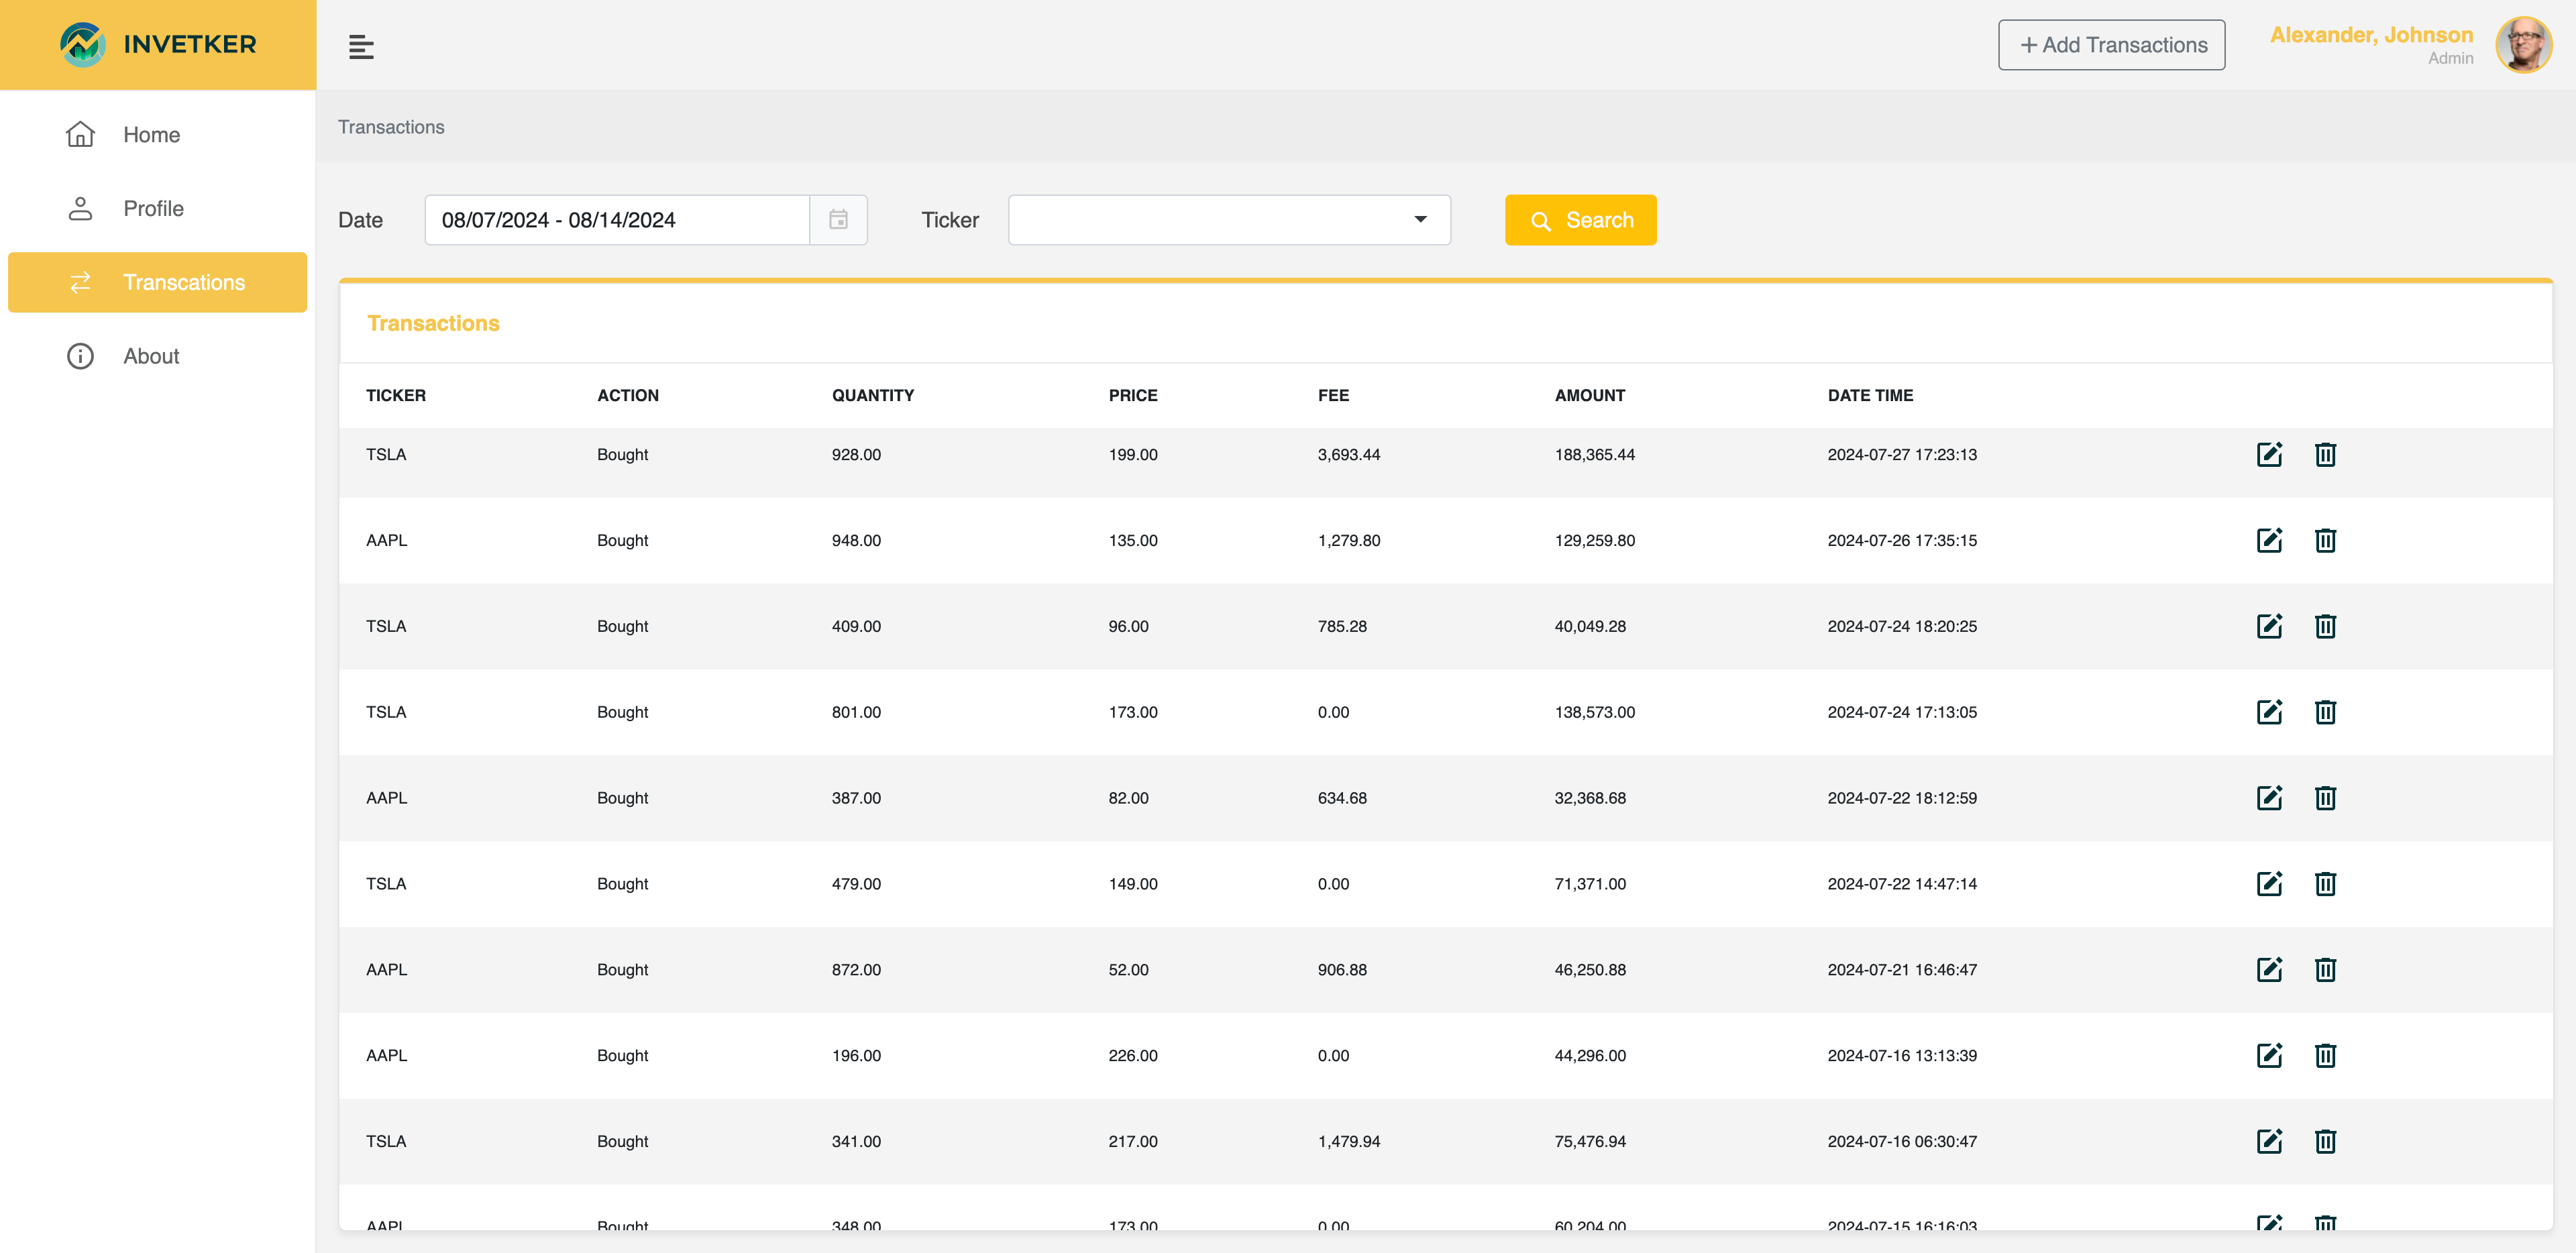 INVETKER
+ Add Transactions
Alexander, Johnson
Admin
Home
Profile
Transcations
About
Transactions
Date 08/07/2024 - 08/14/2024 Ticker Search
Transactions
TICKER ACTION QUANTITY PRICE FEE AMOUNT DATE TIME
TSLA Bought 928.00 199.00 3,693.44 188,365.44 2024-07-27 17:23:13
AAPL Bought 948.00 135.00 1,279.80 129,259.80 2024-07-26 17:35:15
TSLA Bought 409.00 96.00 785.28 40,049.28 2024-07-24 18:20:25
TSLA Bought 801.00 173.00 0.00 138,573.00 2024-07-24 17:13:05
AAPL Bought 387.00 82.00 634.68 32,368.68 2024-07-22 18:12:59
TSLA Bought 479.00 149.00 0.00 71,371.00 2024-07-22 14:47:14
AAPL Bought 872.00 52.00 906.88 46,250.88 2024-07-21 16:46:47
AAPL Bought 196.00 226.00 0.00 44,296.00 2024-07-16 13:13:39
TSLA Bought 341.00 217.00 1,479.94 75,476.94 2024-07-16 06:30:47
AAPL Bought 348.00 173.00 0.00 60,204.00 2024-07-15 16:16:03